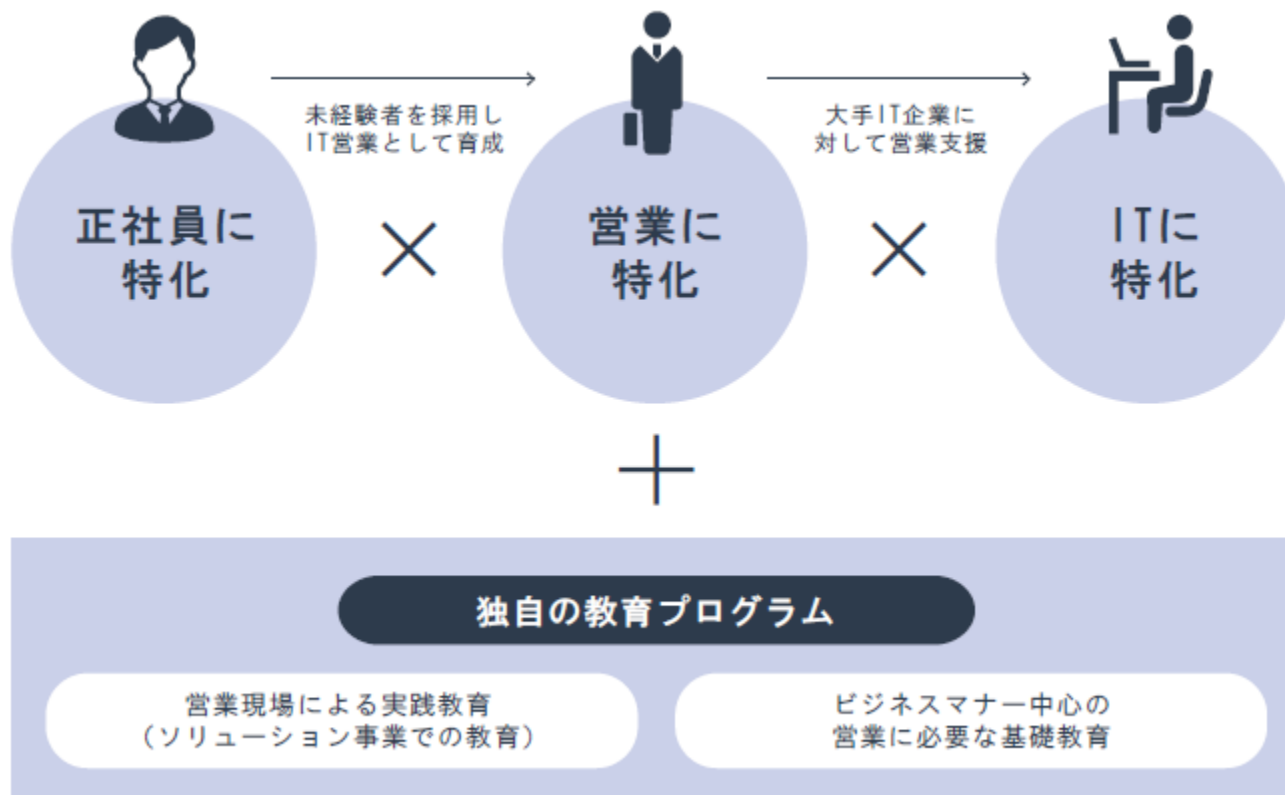 未経験者を採用し
IT営業として育成
大手IT企業に
対して営業支援
正社員に
特化
×
営業に
特化
×
ITに
特化
+
独自の教育プログラム
営業現場による実践教育
(ソリューション事業での教育)
ビジネスマナー中心の
営業に必要な基礎教育